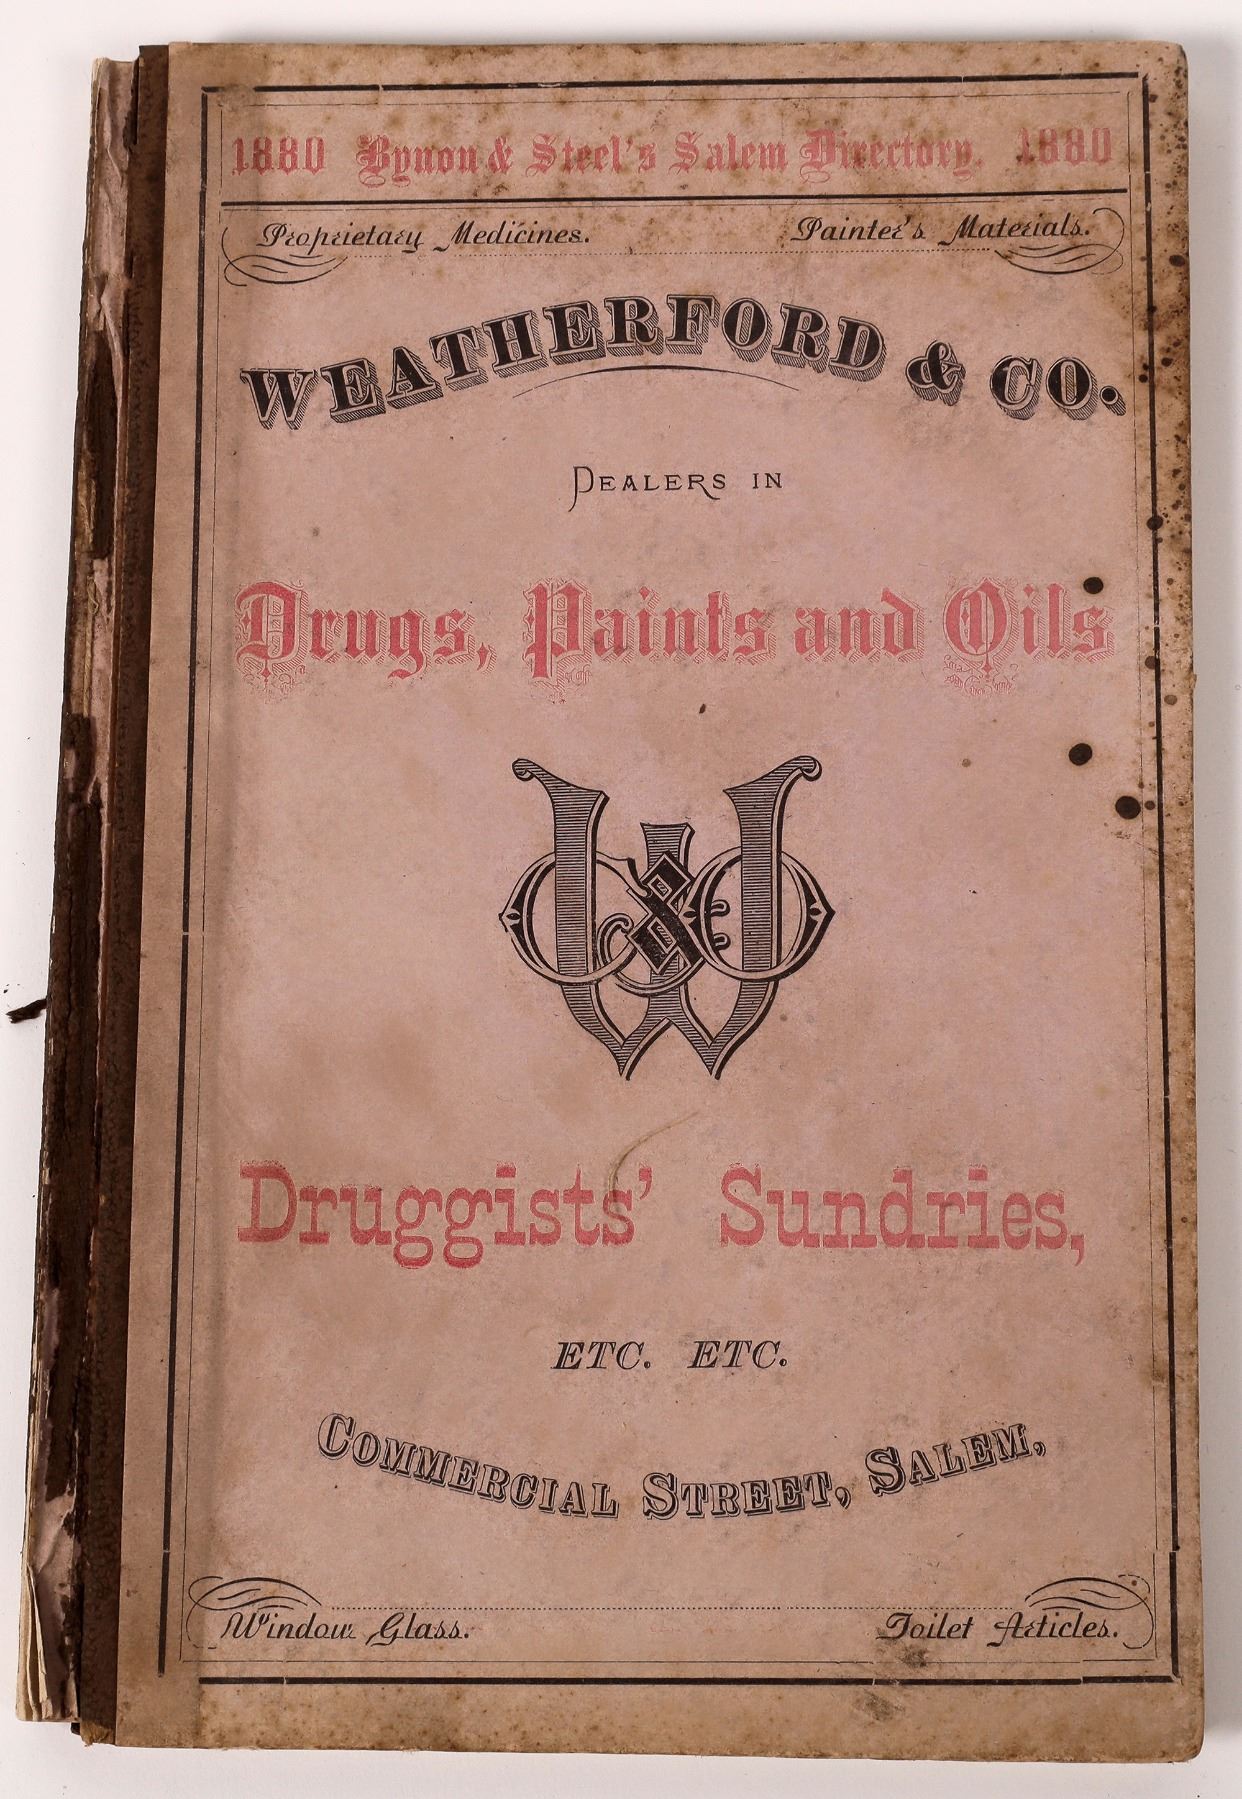 1880 Bynon & Steel's Salem Directory. 1880
Proprietary Medicines. Painter's Materials.
WEATHERFORD & CO.
DEALERS IN
Drugs, Paints and Oils
W & CO
Druggists' Sundries,
ETC. ETC.
COMMERCIAL STREET, SALEM,
Window Glass. Toilet Articles.